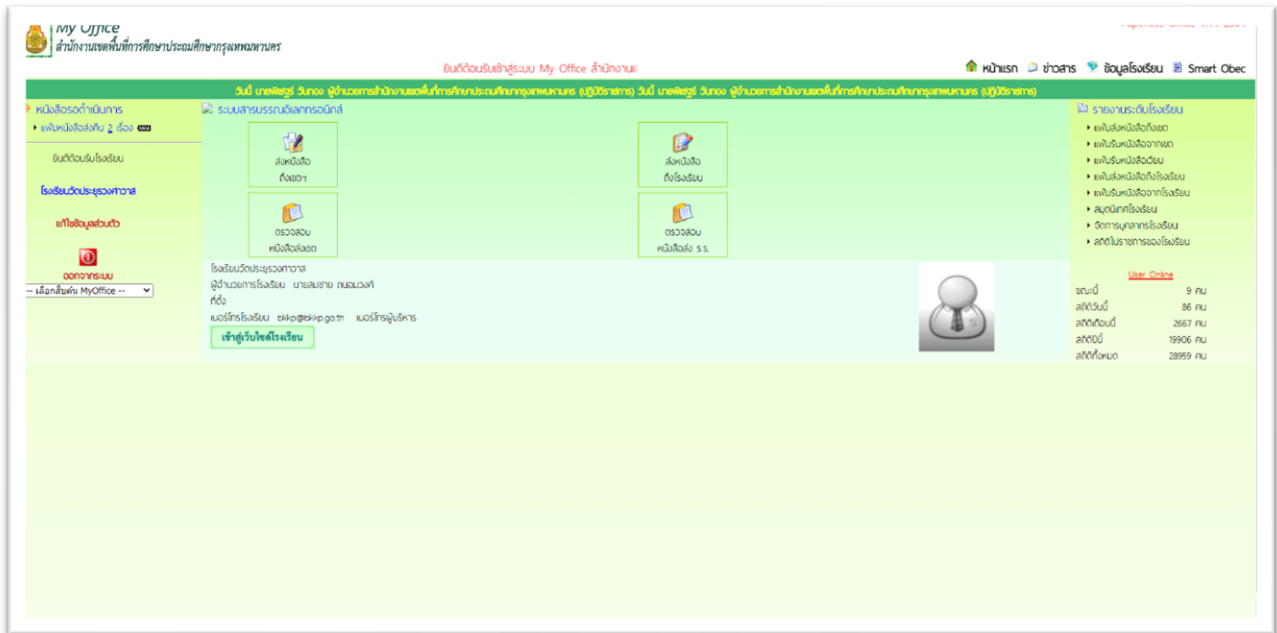 My Office
สำนักงานเขตพื้นที่การศึกษาประถมศึกษากรุงเทพมหานคร
ยินดีต้อนรับเข้าสู่ระบบ My Office สำนักงาน
หน้าแรก ข่าวสาร ข้อมูลโรงเรียน Smart Obec
วันนี้ นายพิเชฐร์ วันทอง ผู้อำนวยการสำนักงานเขตพื้นที่การศึกษาประถมศึกษากรุงเทพมหานคร (ปฏิบัติราชการ) วันนี้ นายพิเชฐร์ วันทอง ผู้อำนวยการสำนักงานเขตพื้นที่การศึกษาประถมศึกษากรุงเทพมหานคร (ปฏิบัติราชการ)
หนังสือรอดำเนินการ
แฟ้มหนังสือส่งคืน 2 เรื่อง
ยินดีต้อนรับโรงเรียน
โรงเรียนวัดประยุรวงศาวาส
แก้ไขข้อมูลส่วนตัว
ออกจากระบบ
-- เลือกสืบค้น MyOffice --
ระบบสารบรรณอิเลกทรอนิกส์
ส่งหนังสือ
ถึงเขตฯ
ส่งหนังสือ
ถึงโรงเรียน
ตรวจสอบ
หนังสือส่งเขต
ตรวจสอบ
หนังสือส่ง ร.ร.
โรงเรียนวัดประยุรวงศาวาส
ผู้อำนวยการโรงเรียน นายสมชาย ถนอมวงศ์
ที่ตั้ง
เบอร์โทรโรงเรียน bkkp@bkkp.go.th เบอร์โทรผู้บริหาร
เข้าสู่เว็บไซต์โรงเรียน
รายงานระดับโรงเรียน
แฟ้มส่งหนังสือถึงเขต
แฟ้มรับหนังสือจากเขต
แฟ้มรับหนังสือเวียน
แฟ้มส่งหนังสือถึงโรงเรียน
แฟ้มรับหนังสือจากโรงเรียน
สมุดนิเทศโรงเรียน
จัดการบุคลากรโรงเรียน
สถิติไปราชการของโรงเรียน
User Online
ขณะนี้ 9 คน
สถิติวันนี้ 86 คน
สถิติเดือนนี้ 2667 คน
สถิติปีนี้ 19906 คน
สถิติทั้งหมด 28959 คน